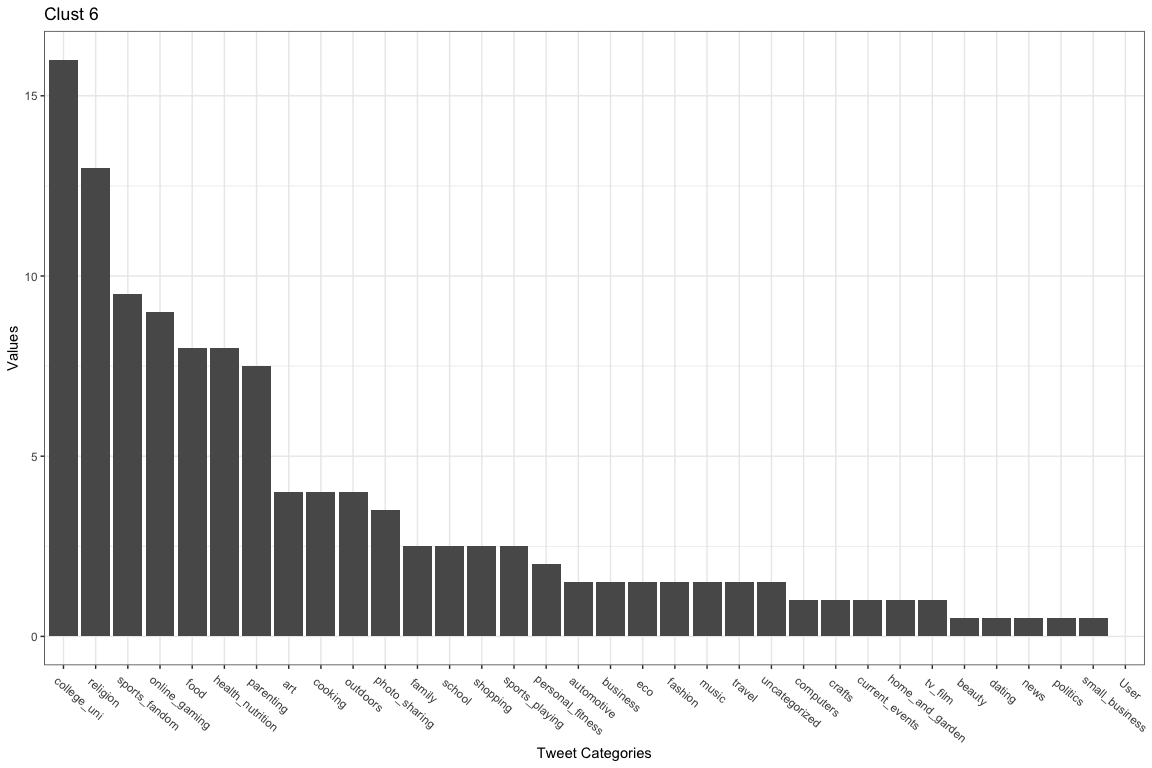 Clust 6
Values
15
10
5
0
college_uni
religion
sports_fandom
online_gaming
food
health_nutrition
parenting
art
cooking
outdoors
photo_sharing
family
school
shopping
sports_playing
personal_fitness
automotive
business
eco
fashion
music
travel
uncategorized
computers
crafts
current_events
home_and_garden
tv_film
beauty
dating
news
politics
small_business
User
Tweet Categories